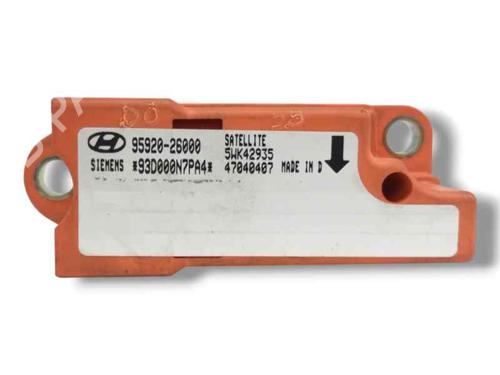 95920-26000 SATELLITE
5WK42935
SIEMENS *93D000N7PA4* 47040407 MADE IN D